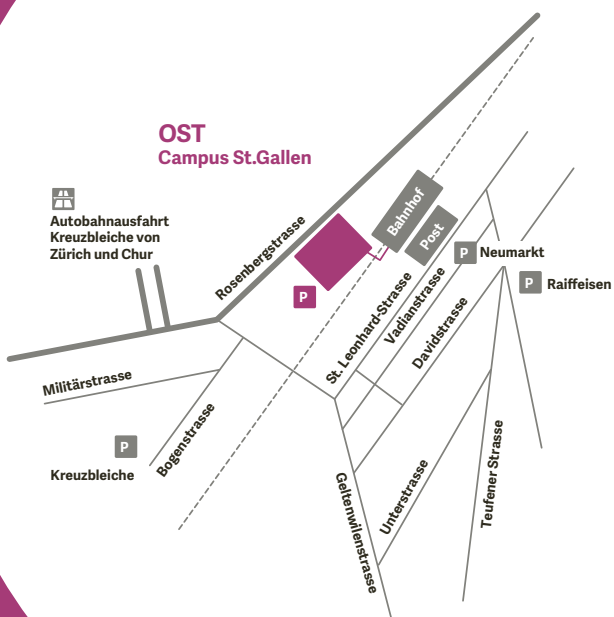 OST
Campus St.Gallen
Autobahnausfahrt
Kreuzbleiche von
Zürich und Chur
Rosenbergstrasse
Bahnhof
Post
P
Neumarkt
P
Raiffeisen
P
St. Leonhard-Strasse
Vadianstrasse
Davidstrasse
Militärstrasse
Bogenstrasse
P
Kreuzbleiche
Geltenwilenstrasse
Unterstrasse
Teufener Strasse